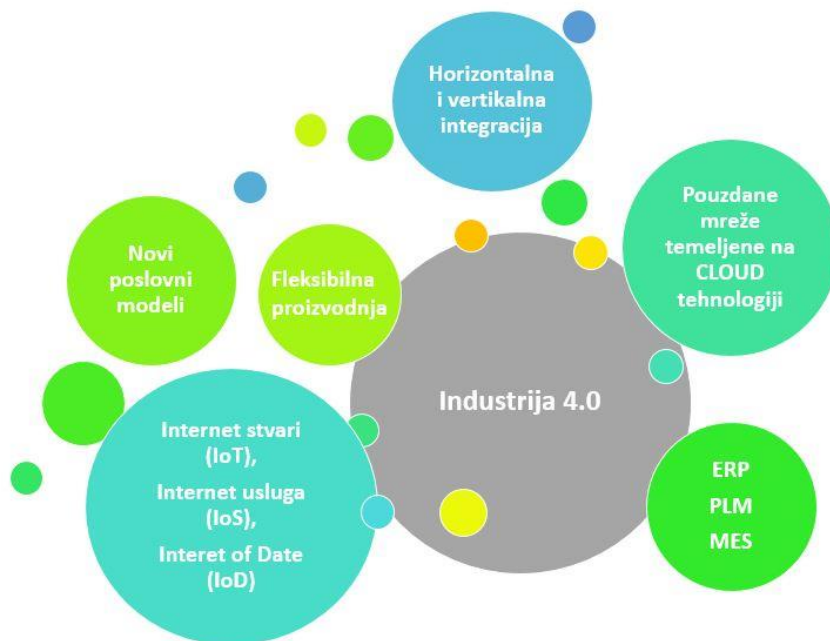 Horizontalna
i vertikalna
integracija
Pouzdane
mreže
temeljene na
CLOUD
tehnologiji
Novi
poslovni
modeli
Fleksibilna
proizvodnja
Industrija 4.0
Internet stvari
(IoT),
Internet usluga
(IoS),
Interet of Date
(IoD)
ERP
PLM
MES